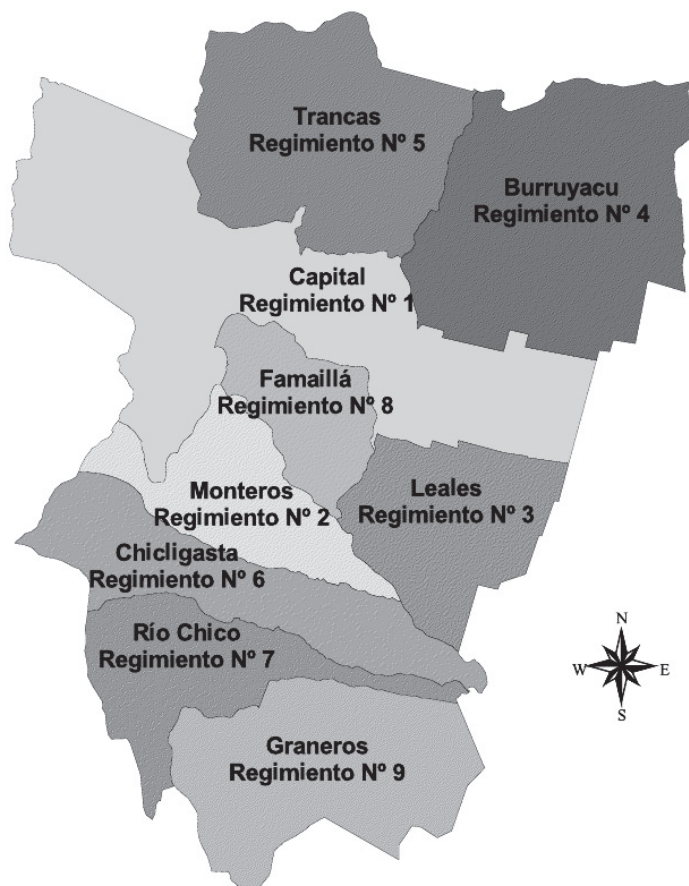 Trancas
Regimiento Nº 5
Burruyacu
Regimiento Nº 4
Capital
Regimiento Nº 1
Famaillá
Regimiento Nº 8
Monteros
Regimiento Nº 2
Leales
Regimiento Nº 3
Chicligasta
Regimiento Nº 6
Río Chico
Regimiento Nº 7
Graneros
Regimiento Nº 9
N
W E
S